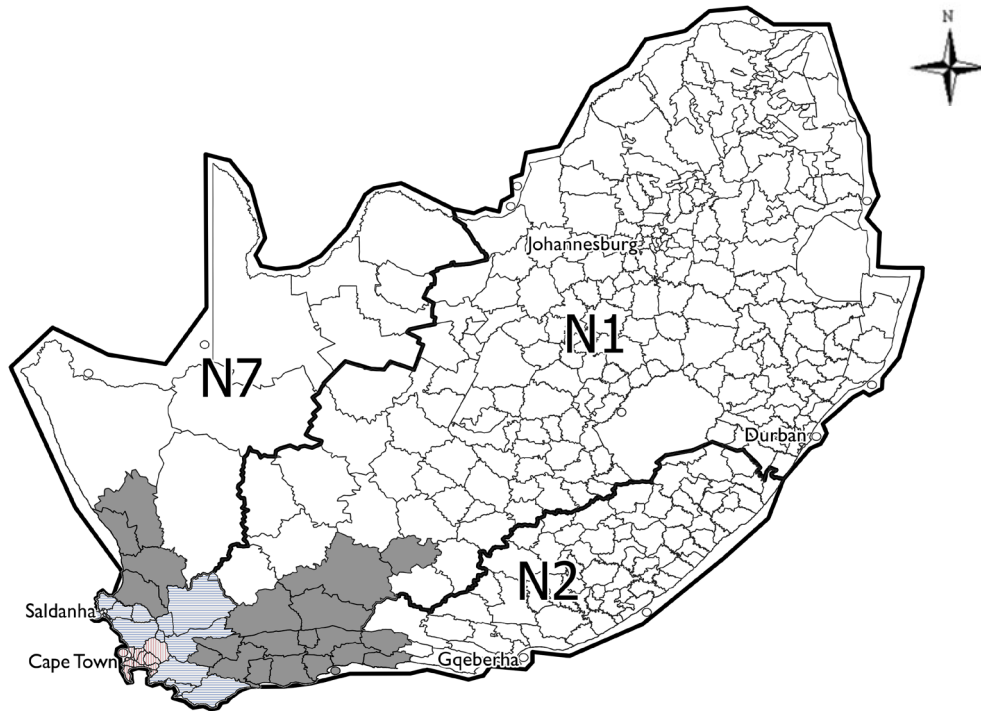 N
Johannesburg
N1
N7
Durban
N2
Saldanha
Cape Town
Gqeberha